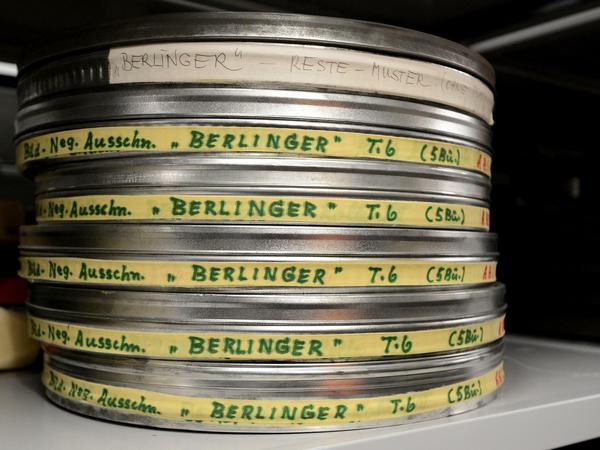 „BERLINGER“ - RESTE - MUSTER
Bild-Neg. Ausschn. „BERLINGER" T.6 (5Bü.)
-Neg. Ausschn. „BERLINGER" T.6 (5Bü.)
Bild-Neg. Ausschn. „BERLINGER" T.6 (5Bü.)
Bild-Neg. Ausschn. „BERLINGER" T.6 (5Bü.)
Bild-Neg. Ausschn. „BERLINGER" T.6 (5Bü.)